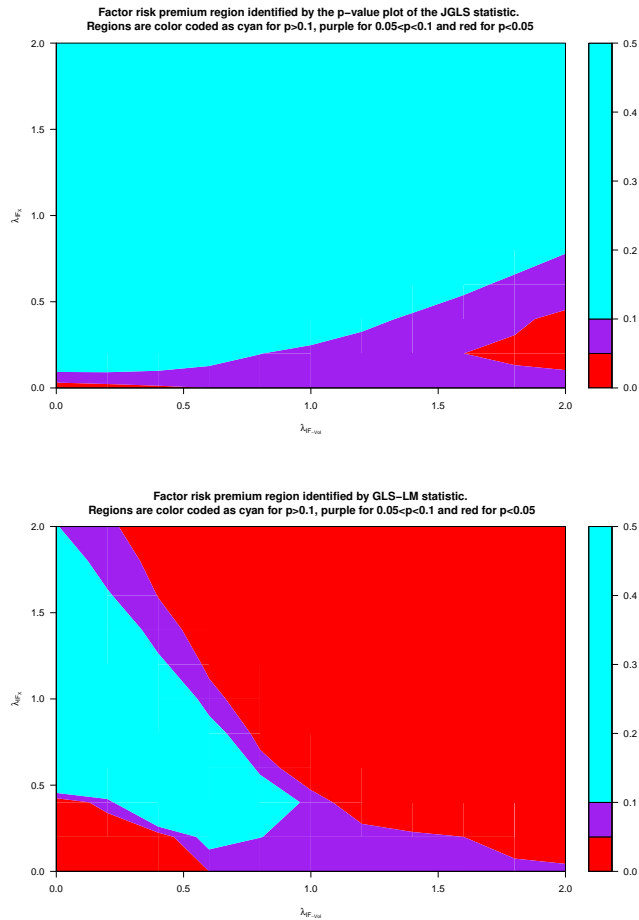 Factor risk premium region identified by the p-value plot of the JGLS statistic.
Regions are color coded as cyan for p>0.1, purple for 0.05<p<0.1 and red for p<0.05
2.0
1.5
1.0
0.5
0.0
λIFX
0.0 0.5 1.0 1.5 2.0
λIF-Vol
0.5
0.4
0.3
0.2
0.1
0.0
Factor risk premium region identified by GLS-LM statistic.
Regions are color coded as cyan for p>0.1, purple for 0.05<p<0.1 and red for p<0.05
2.0
1.5
1.0
0.5
0.0
λIFX
0.0 0.5 1.0 1.5 2.0
λIF-Vol
0.5
0.4
0.3
0.2
0.1
0.0